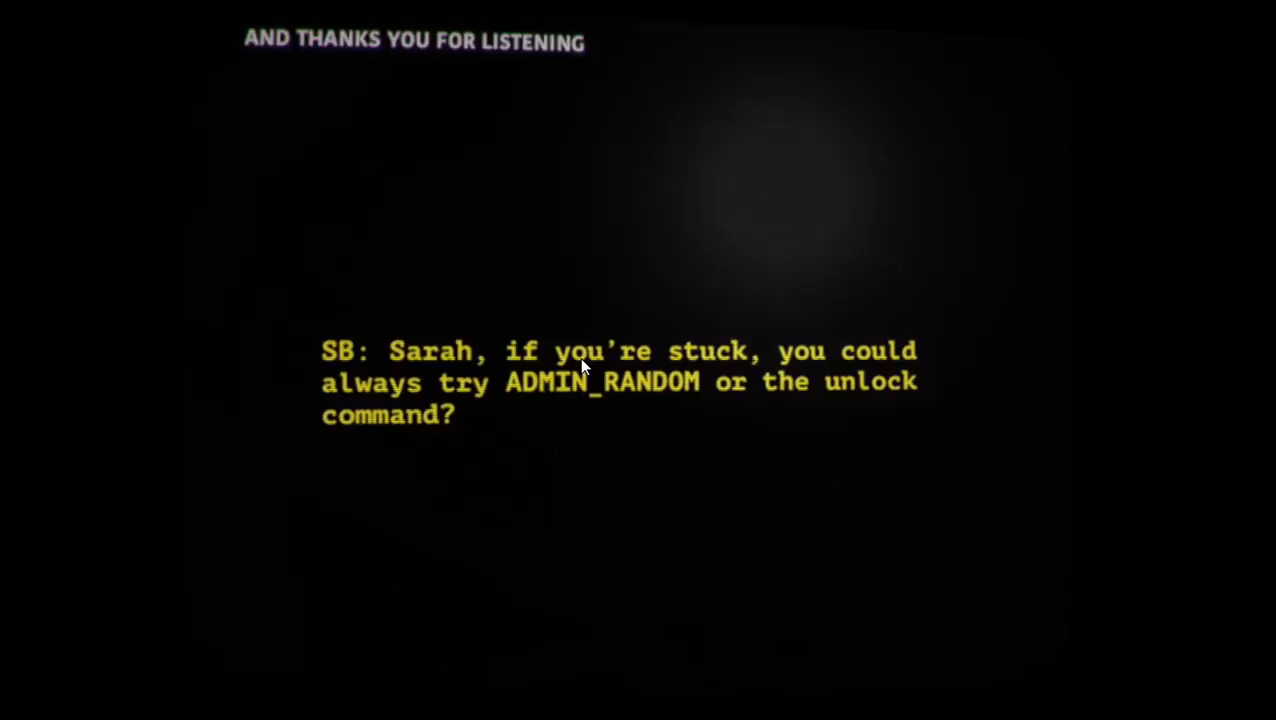 AND THANKS YOU FOR LISTENING
SB: Sarah, if you’re stuck, you could
always try ADMIN_RANDOM or the unlock
command?